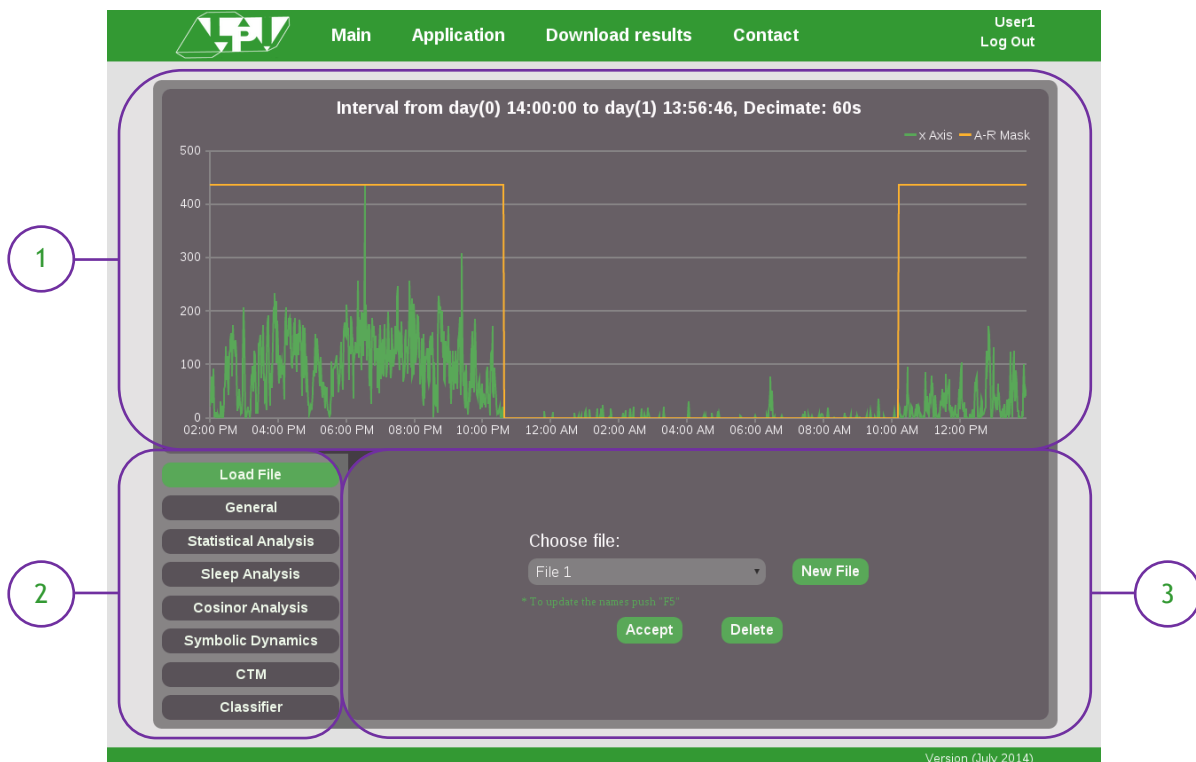 LPU
Main Application Download results Contact
User1
Log Out
Interval from day(0) 14:00:00 to day(1) 13:56:46, Decimate: 60s
x Axis A-R Mask
500
400
300
200
100
0
02:00 PM 04:00 PM 06:00 PM 08:00 PM 10:00 PM 12:00 AM 02:00 AM 04:00 AM 06:00 AM 08:00 AM 10:00 AM 12:00 PM
1
Load File
General
Statistical Analysis
Sleep Analysis
Cosinor Analysis
Symbolic Dynamics
CTM
Classifier
2
Choose file:
File 1 New File
* To update the names push "F5"
Accept Delete
3
Version (July 2014)